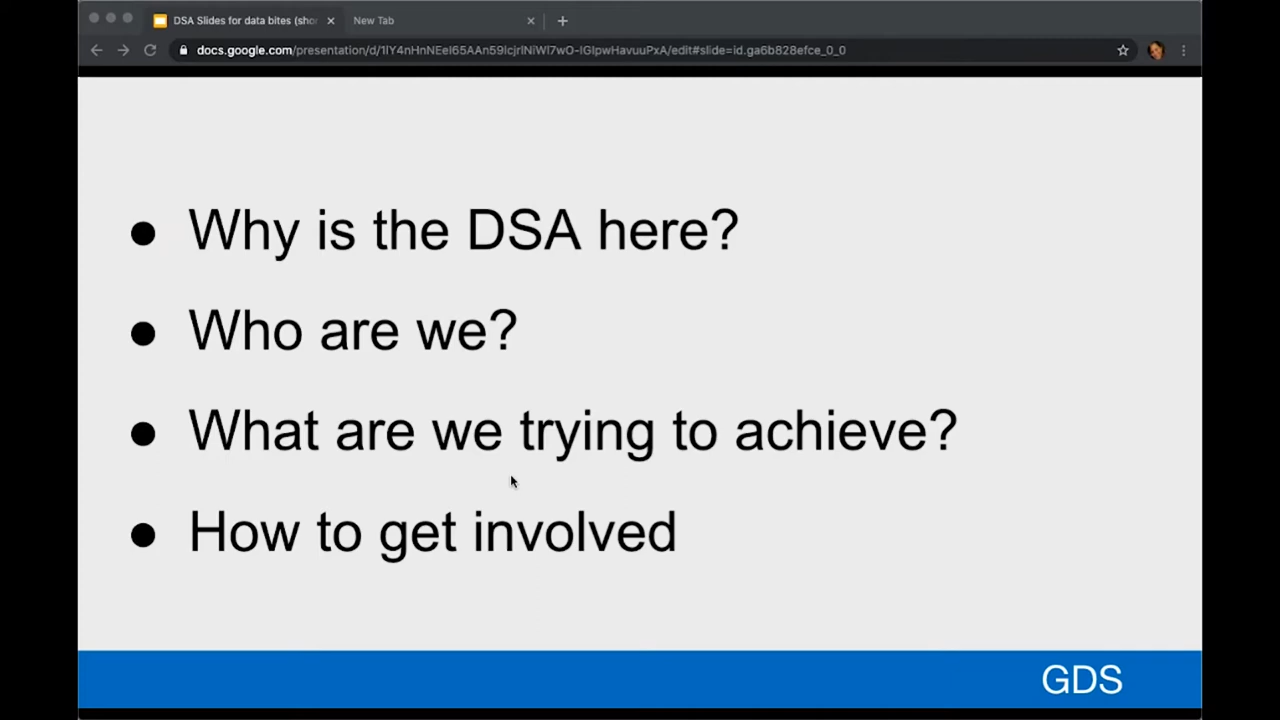 DSA Slides for data bites (sho
New Tab
• Why is the DSA here?
• Who are we?
• What are we trying to achieve?
• How to get involved
GDS